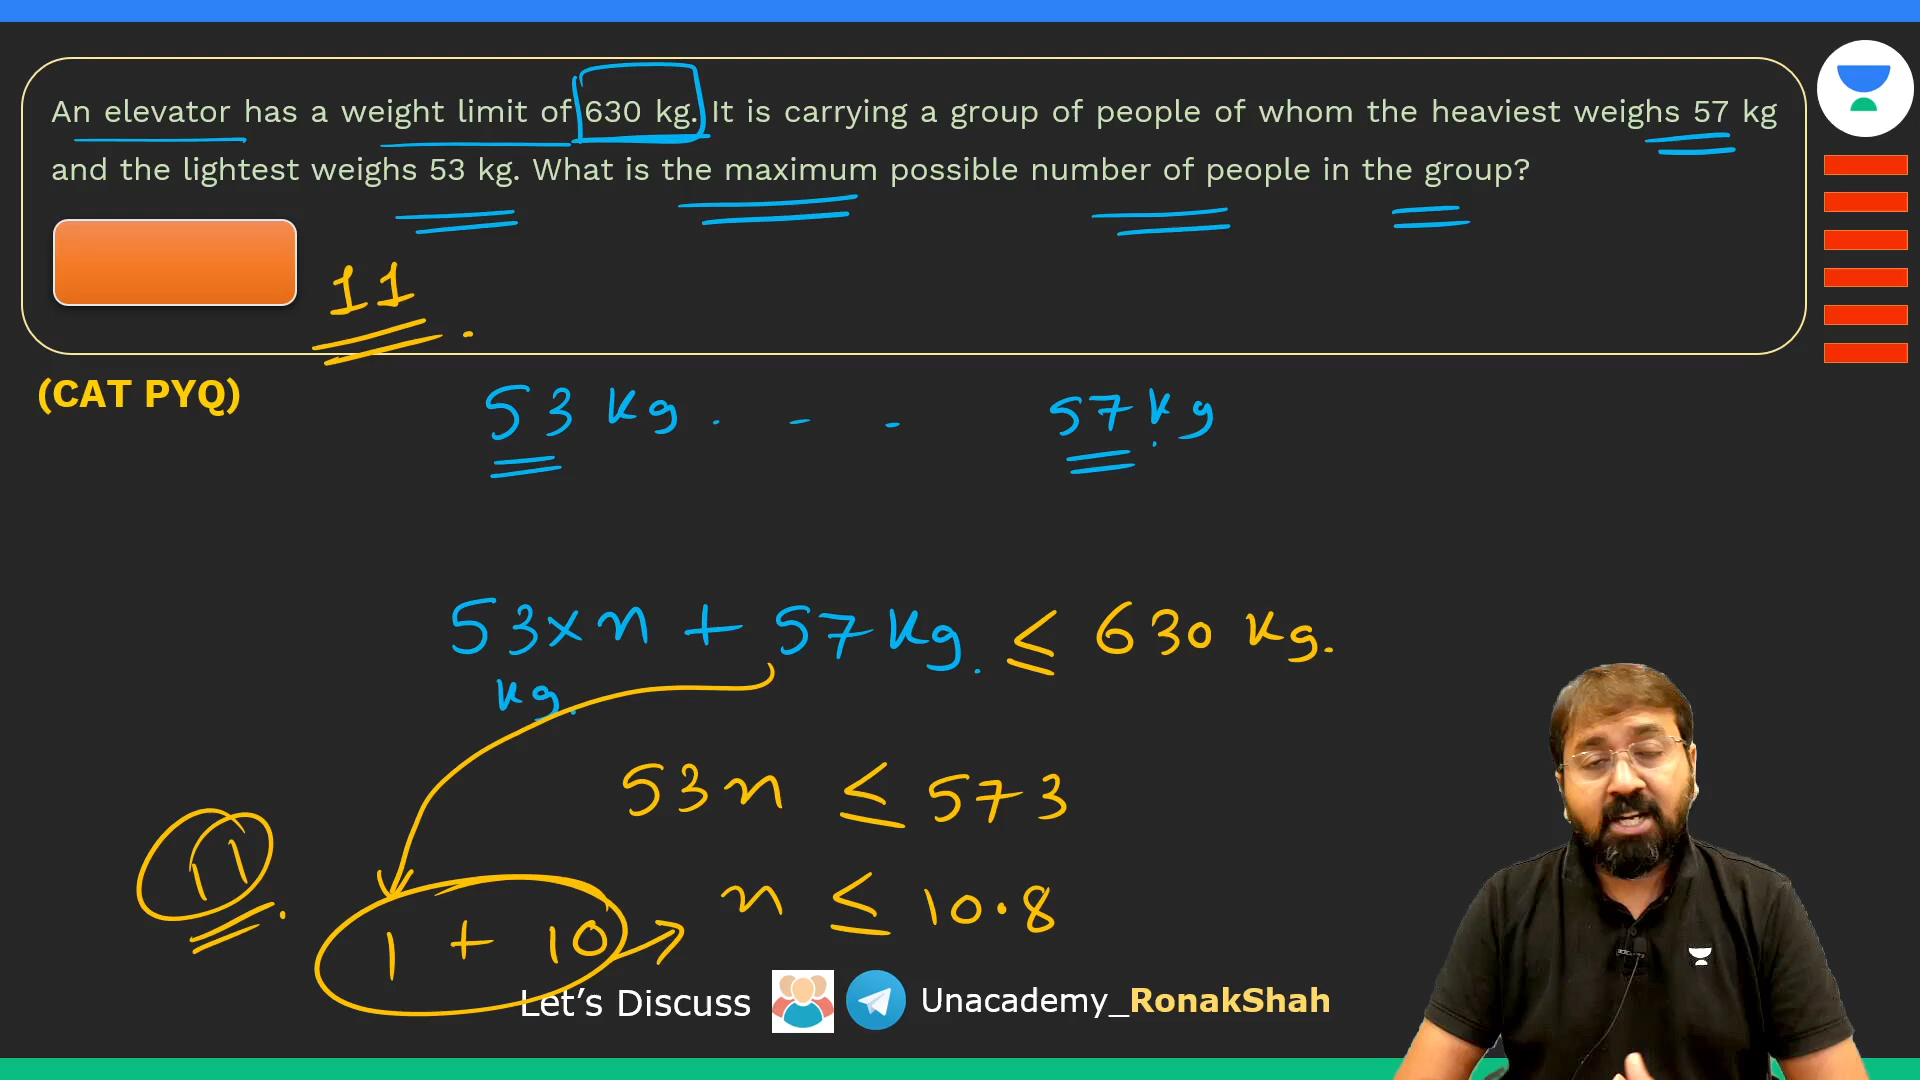 An elevator has a weight limit of 630 kg. It is carrying a group of people of whom the heaviest weighs 57 kg
and the lightest weighs 53 kg. What is the maximum possible number of people in the group?
11
(CAT PYQ)
53 kg . - - 57 kg
53 x n + 57 kg. ≤ 630 kg.
kg.
53n ≤ 573
11.
n ≤ 10.8
1 + 10
Let’s Discuss Unacademy_RonakShah